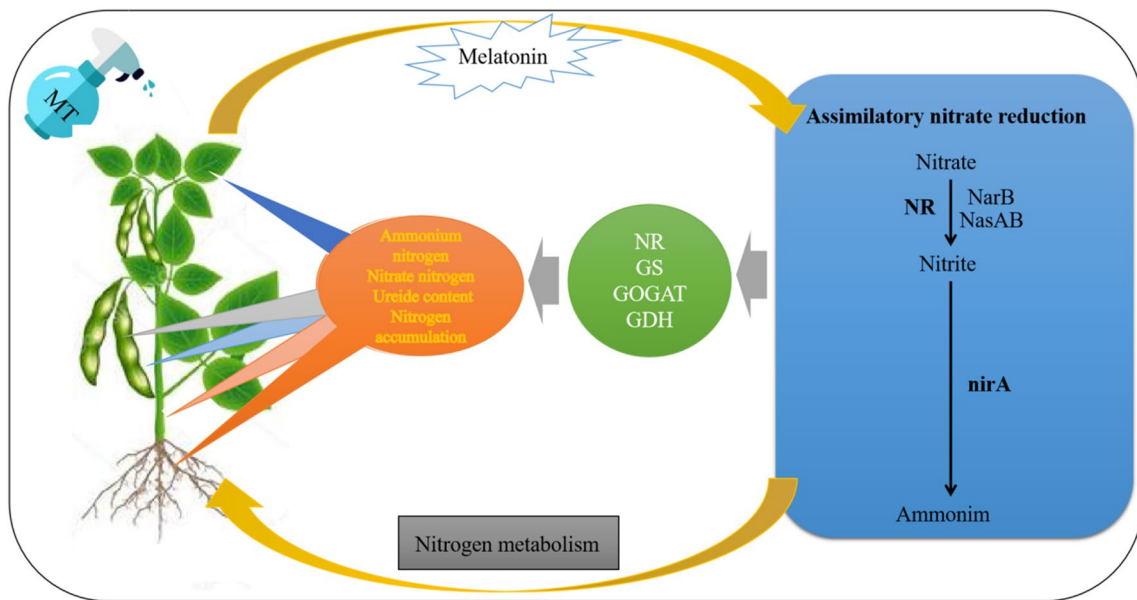 MT
Melatonin
Ammonium
nitrogen
Nitrate nitrogen
Ureide content
Nitrogen
accumulation
NR
GS
GOGAT
GDH
Assimilatory nitrate reduction
Nitrate
NR
NarB
NasAB
Nitrite
nirA
Ammonim
Nitrogen metabolism